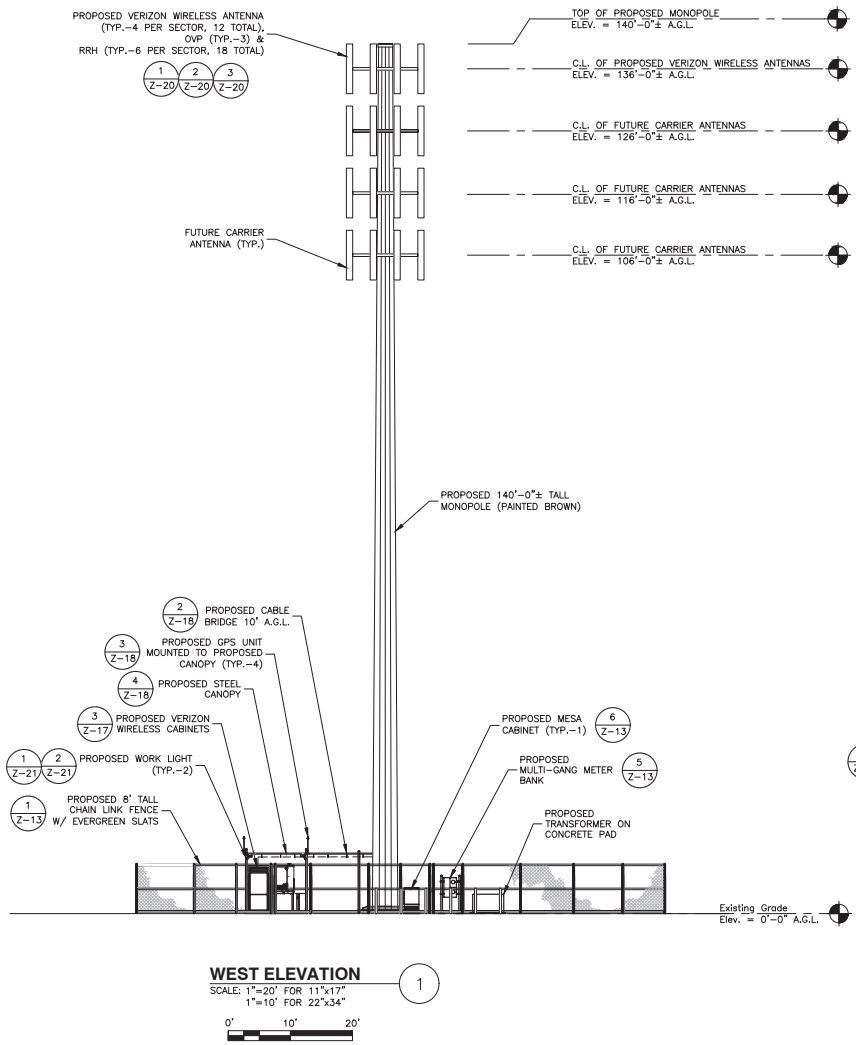 PROPOSED VERIZON WIRELESS ANTENNA
(TYP.-4 PER SECTOR, 12 TOTAL),
OVP (TYP.-3) &
RRH (TYP.-6 PER SECTOR, 18 TOTAL)
1
Z-20
2
Z-20
3
Z-20
TOP OF PROPOSED MONOPOLE
ELEV. = 140'-0"± A.G.L.
C.L. OF PROPOSED VERIZON WIRELESS ANTENNAS
ELEV. = 136'-0"± A.G.L.
C.L. OF FUTURE CARRIER ANTENNAS
ELEV. = 126'-0"± A.G.L.
C.L. OF FUTURE CARRIER ANTENNAS
ELEV. = 116'-0"± A.G.L.
FUTURE CARRIER
ANTENNA (TYP.)
C.L. OF FUTURE CARRIER ANTENNAS
ELEV. = 106'-0"± A.G.L.
PROPOSED 140'-0"± TALL
MONOPOLE (PAINTED BROWN)
2
Z-18
PROPOSED CABLE
BRIDGE 10' A.G.L.
3
Z-18
PROPOSED GPS UNIT
MOUNTED TO PROPOSED
CANOPY (TYP.-4)
4
Z-18
PROPOSED STEEL
CANOPY
3
Z-17
PROPOSED VERIZON
WIRELESS CABINETS
1
Z-21
2
Z-21
PROPOSED WORK LIGHT
(TYP.-2)
1
Z-13
PROPOSED 8' TALL
CHAIN LINK FENCE
W/ EVERGREEN SLATS
PROPOSED MESA
CABINET (TYP.-1)
6
Z-13
PROPOSED
MULTI-GANG METER
BANK
5
Z-13
PROPOSED
TRANSFORMER ON
CONCRETE PAD
Existing Grade
Elev. = 0'-0" A.G.L.
WEST ELEVATION
1
SCALE: 1"=20' FOR 11"x17"
1"=10' FOR 22"x34"
0' 10' 20'